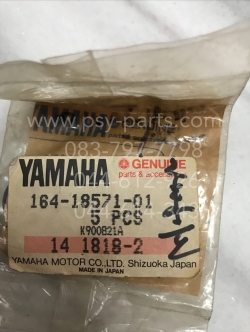 www.psy-parts.com
YAMAHA
GENUINE
parts &
164-18571-01
5 PCS
K900821A
14 1818-2
YAMAHA MOTOR CO.,LTD. Shizuoka Japan
MADE IN JAPAN